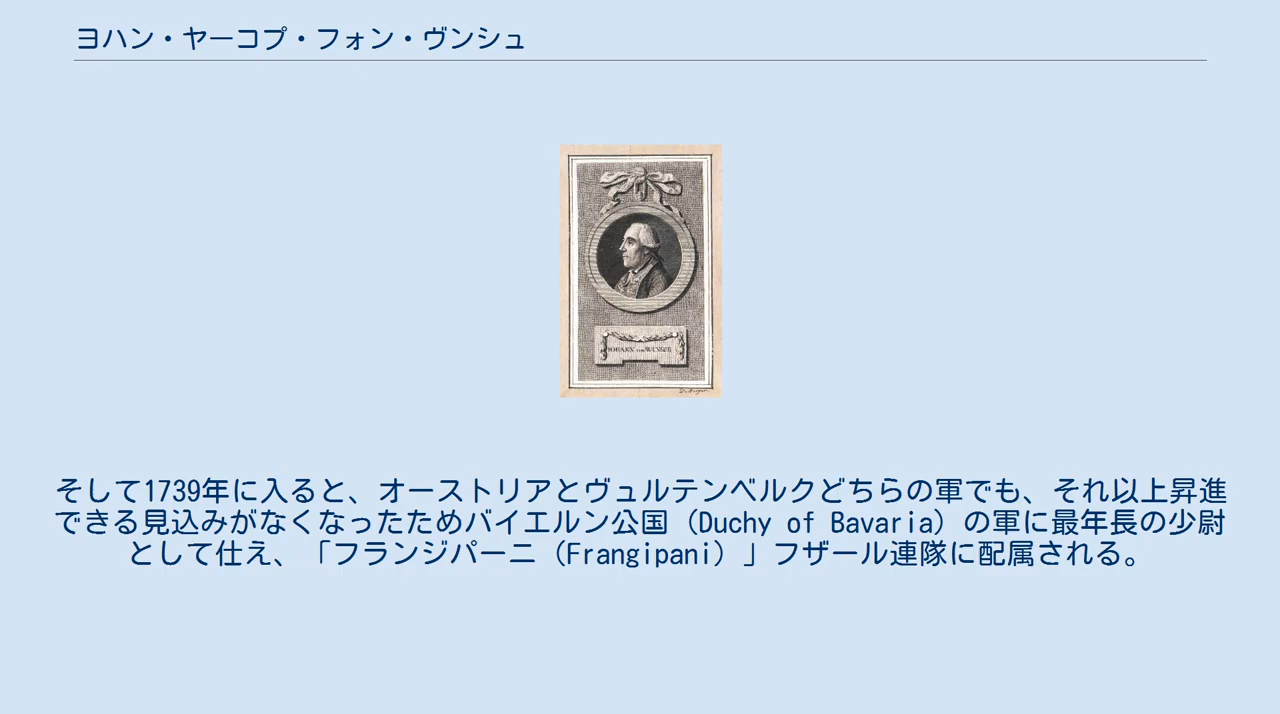 ヨハン・ヤーコプ・フォン・ヴンシュ
JOHANN von WUNSCH
そして1739年に入ると、オーストリアとヴュルテンベルクどちらの軍でも、それ以上昇進
できる見込みがなくなったためバイエルン公国（Duchy of Bavaria）の軍に最年長の少尉
として仕え、「フランジパーニ（Frangipani）」フザール連隊に配属される。